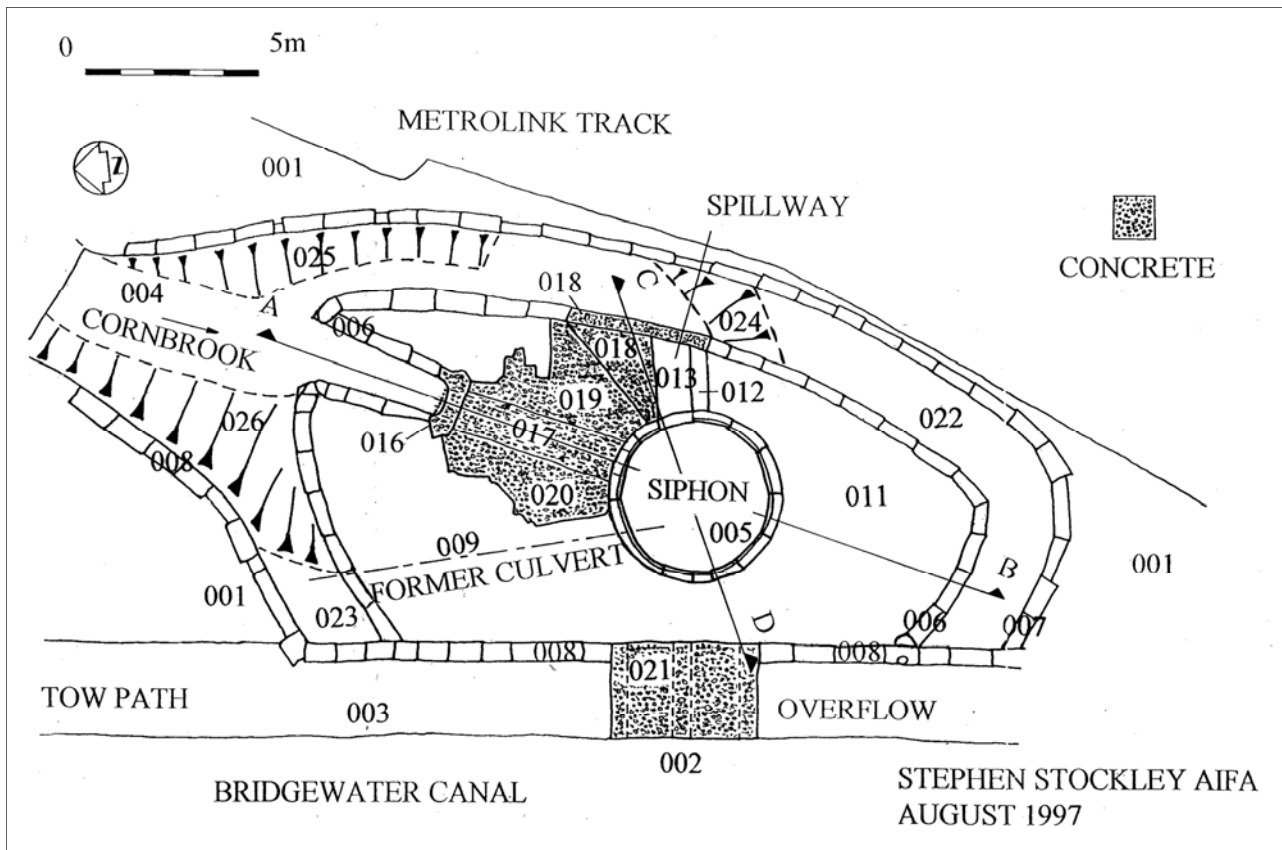 0 5m
METROLINK TRACK
N
001
SPILLWAY
CONCRETE
025
018
C
004
A
CORNBROOK
006
018
024
013
012
019
022
026
016
017
008
020
SIPHON
011
005
009
FORMER CULVERT
B
001
001
023
D
006
007
008
008
021
TOW PATH
003
OVERFLOW
002
BRIDGEWATER CANAL
STEPHEN STOCKLEY AIFA
AUGUST 1997